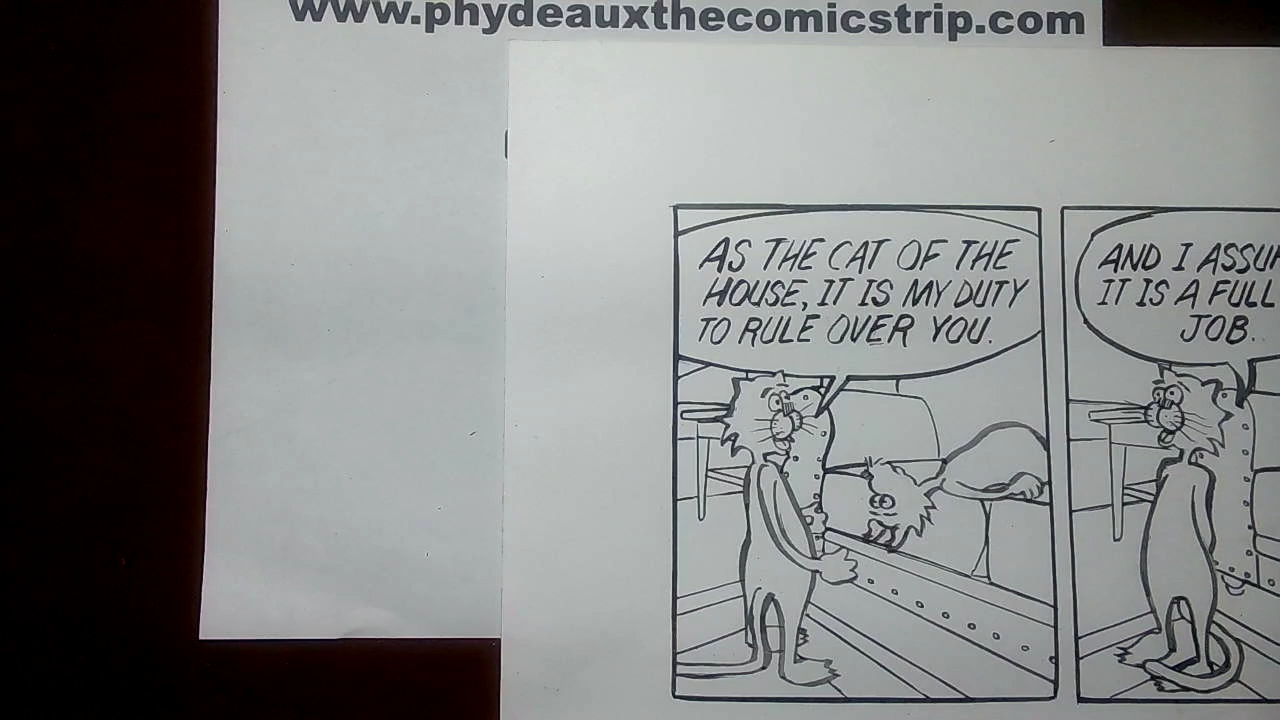 www.phydeauxthecomicstrip.com
AS THE CAT OF THE
HOUSE, IT IS MY DUTY
TO RULE OVER YOU.
AND I
IT IS A FULL
JOB..